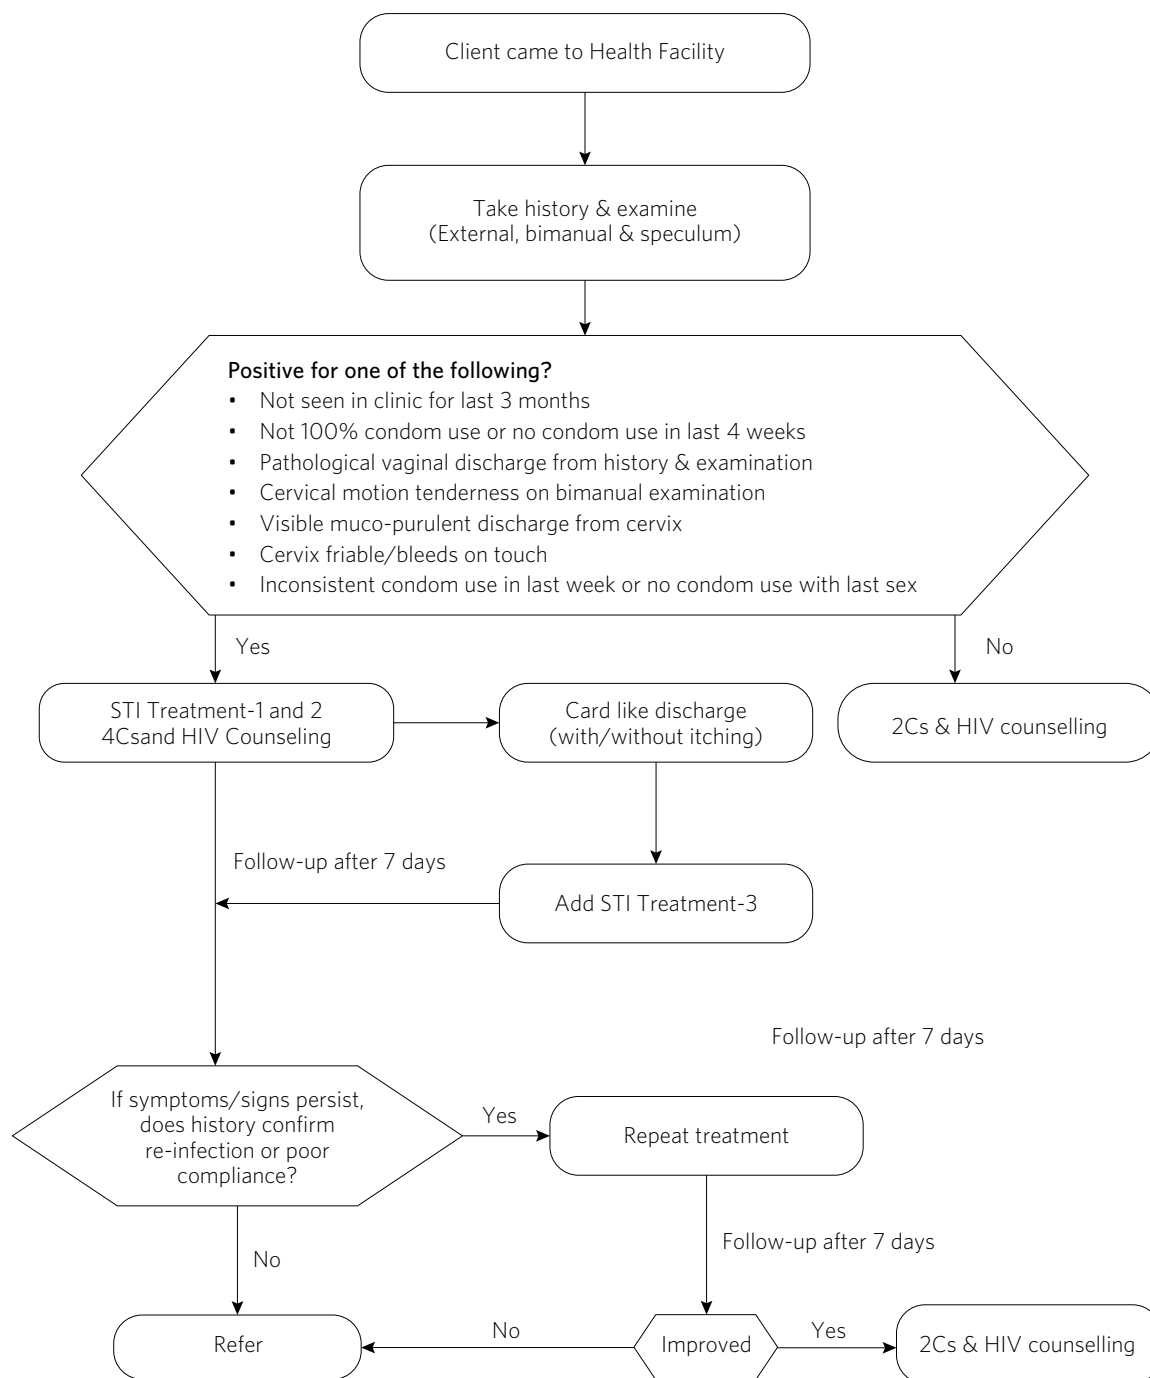 Client came to Health Facility
Take history & examine
(External, bimanual & speculum)
Positive for one of the following?
• Not seen in clinic for last 3 months
• Not 100% condom use or no condom use in last 4 weeks
• Pathological vaginal discharge from history & examination
• Cervical motion tenderness on bimanual examination
• Visible muco-purulent discharge from cervix
• Cervix friable/bleeds on touch
• Inconsistent condom use in last week or no condom use with last sex
Yes
No
STI Treatment-1 and 2
4Csand HIV Counseling
Card like discharge
(with/without itching)
2Cs & HIV counselling
Follow-up after 7 days
Add STI Treatment-3
Follow-up after 7 days
If symptoms/signs persist,
does history confirm
re-infection or poor
compliance?
Yes
Repeat treatment
No
Follow-up after 7 days
Refer
No
Improved
Yes
2Cs & HIV counselling